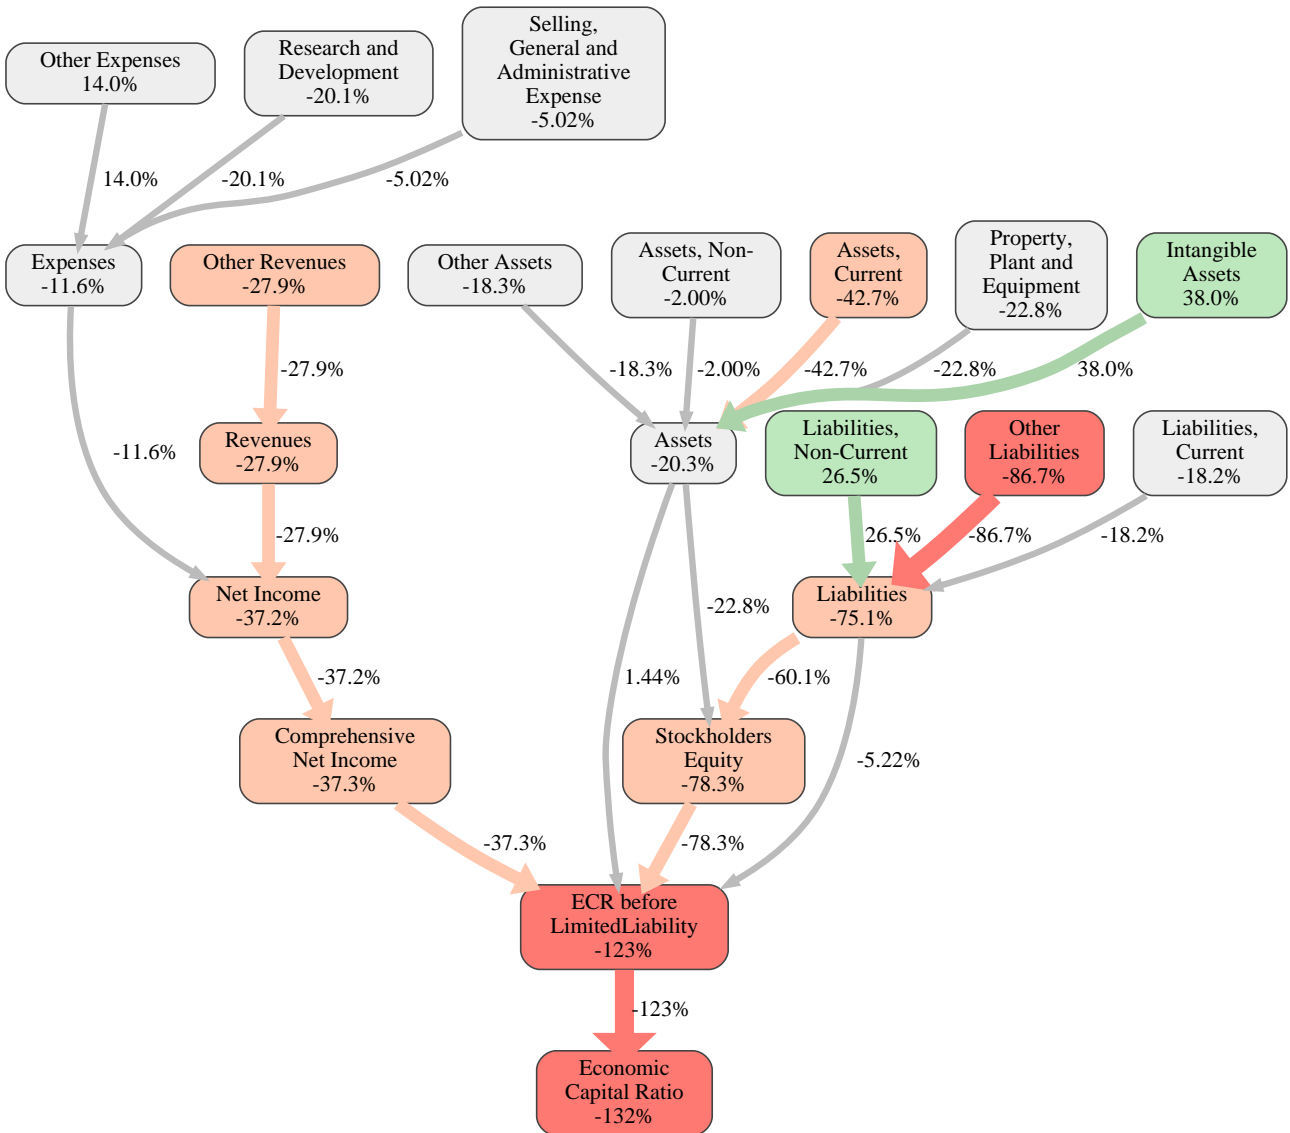 Other Expenses
14.0%
Research and
Development
-20.1%
Selling,
General and
Administrative
Expense
-5.02%
14.0%
-20.1%
-5.02%
Expenses
-11.6%
Other Revenues
-27.9%
Other Assets
-18.3%
Assets, Non-
Current
-2.00%
Assets,
Current
-42.7%
Property,
Plant and
Equipment
-22.8%
Intangible
Assets
38.0%
-27.9%
-18.3%
-2.00%
-42.7%
-22.8%
38.0%
-11.6%
Revenues
-27.9%
Assets
-20.3%
Liabilities,
Non-Current
26.5%
Other
Liabilities
-86.7%
Liabilities,
Current
-18.2%
-27.9%
26.5%
-86.7%
-18.2%
Net Income
-37.2%
-22.8%
Liabilities
-75.1%
-37.2%
1.44%
-60.1%
Comprehensive
Net Income
-37.3%
Stockholders
Equity
-78.3%
-5.22%
-37.3%
-78.3%
ECR before
LimitedLiability
-123%
-123%
Economic
Capital Ratio
-132%